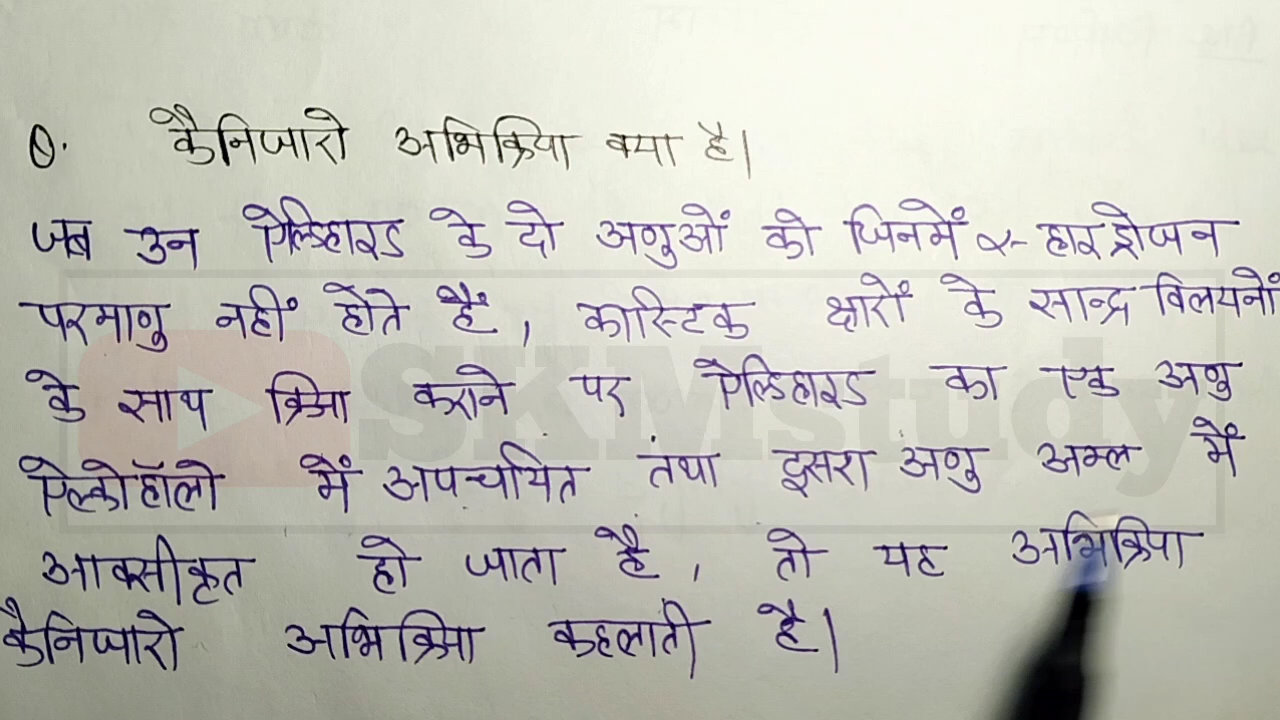 Q. कैनिजारो अभिक्रिया क्या है।
जब उन ऐल्डिहाइड के दो अणुओं को जिनमें α- हाइड्रोजन
परमाणु नहीं होते हैं, कास्टिक क्षारों के सान्द्र विलयनों
के साथ क्रिया कराने पर ऐल्डिहाइड का एक अणु
ऐल्कोहॉलो में अपचयित तथा दूसरा अणु अम्ल में
आक्सीकृत हो जाता है, तो यह अभिक्रिया
कैनिजारो अभिक्रिया कहलाती है।
SKMstudy